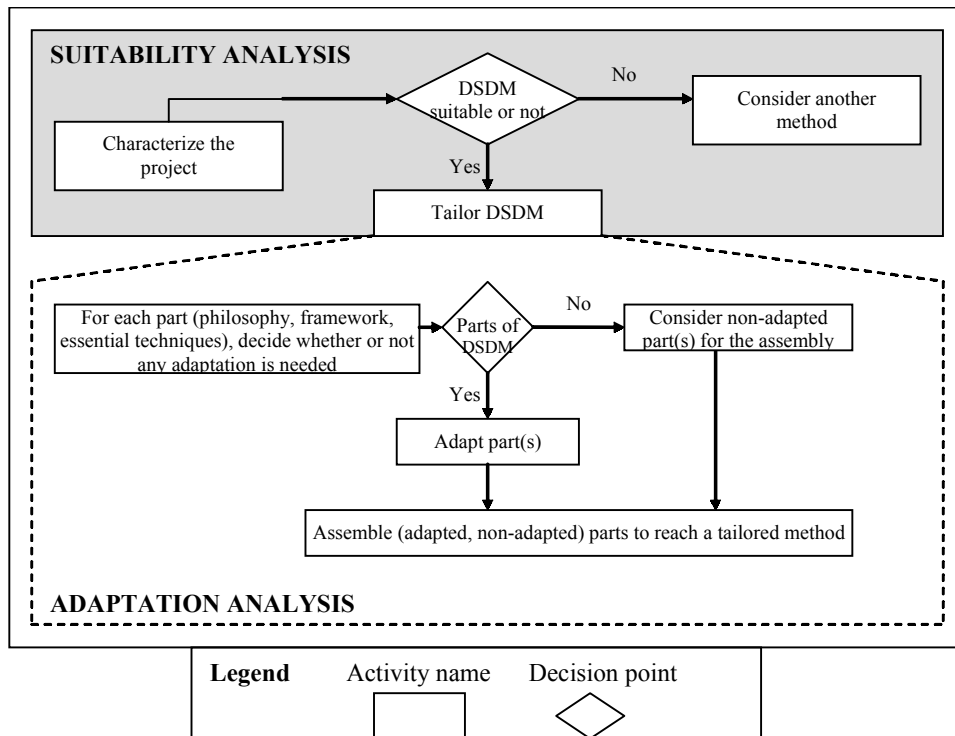 SUITABILITY ANALYSIS
DSDM
suitable or not
No
Consider another
method
Characterize the
project
Yes
Tailor DSDM
For each part (philosophy, framework,
essential techniques), decide whether or not
any adaptation is needed
Parts of
DSDM
No
Consider non-adapted
part(s) for the assembly
Yes
Adapt part(s)
Assemble (adapted, non-adapted) parts to reach a tailored method
ADAPTATION ANALYSIS
Legend Activity name Decision point